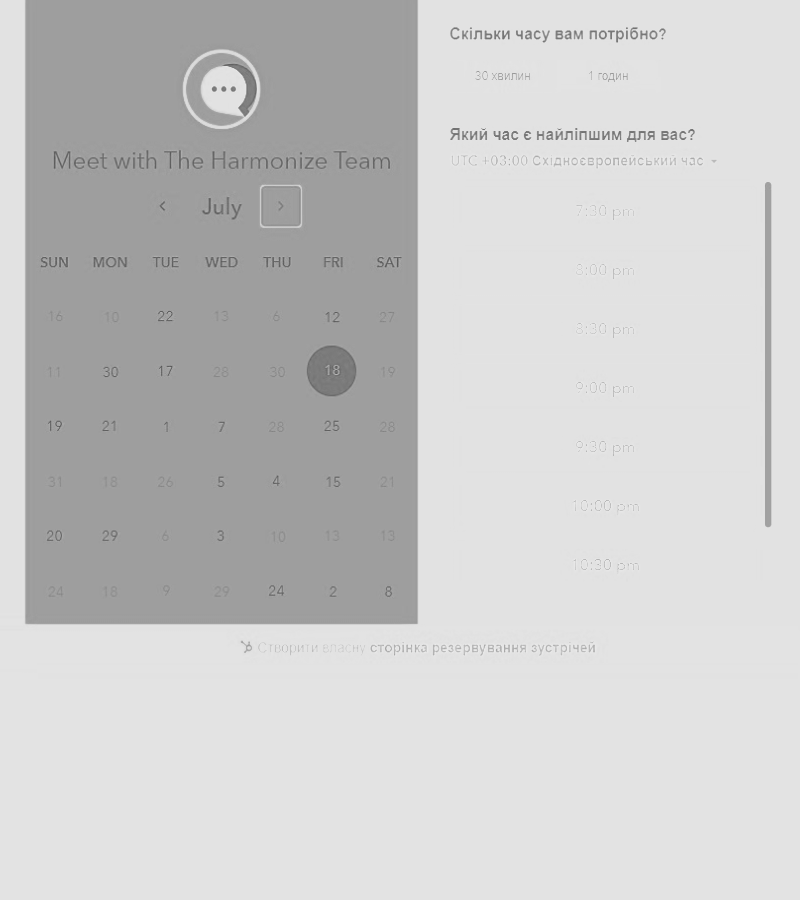 Meet with The Harmonize Team
July
SUN MON TUE WED THU FRI SAT
16 10 22 13 6 12 27
11 30 17 28 30 18 19
19 21 1 7 28 25 28
31 18 26 5 4 15 21
20 29 6 3 10 13 13
24 18 9 29 24 2 8
Скільки часу вам потрібно?
30 хвилин 1 годин
Який час є найліпшим для вас?
UTC +03:00 Східноєвропейський час
7:30 pm
8:00 pm
8:30 pm
9:00 pm
9:30 pm
10:00 pm
10:30 pm
Створити власну сторінка резервування зустрічей